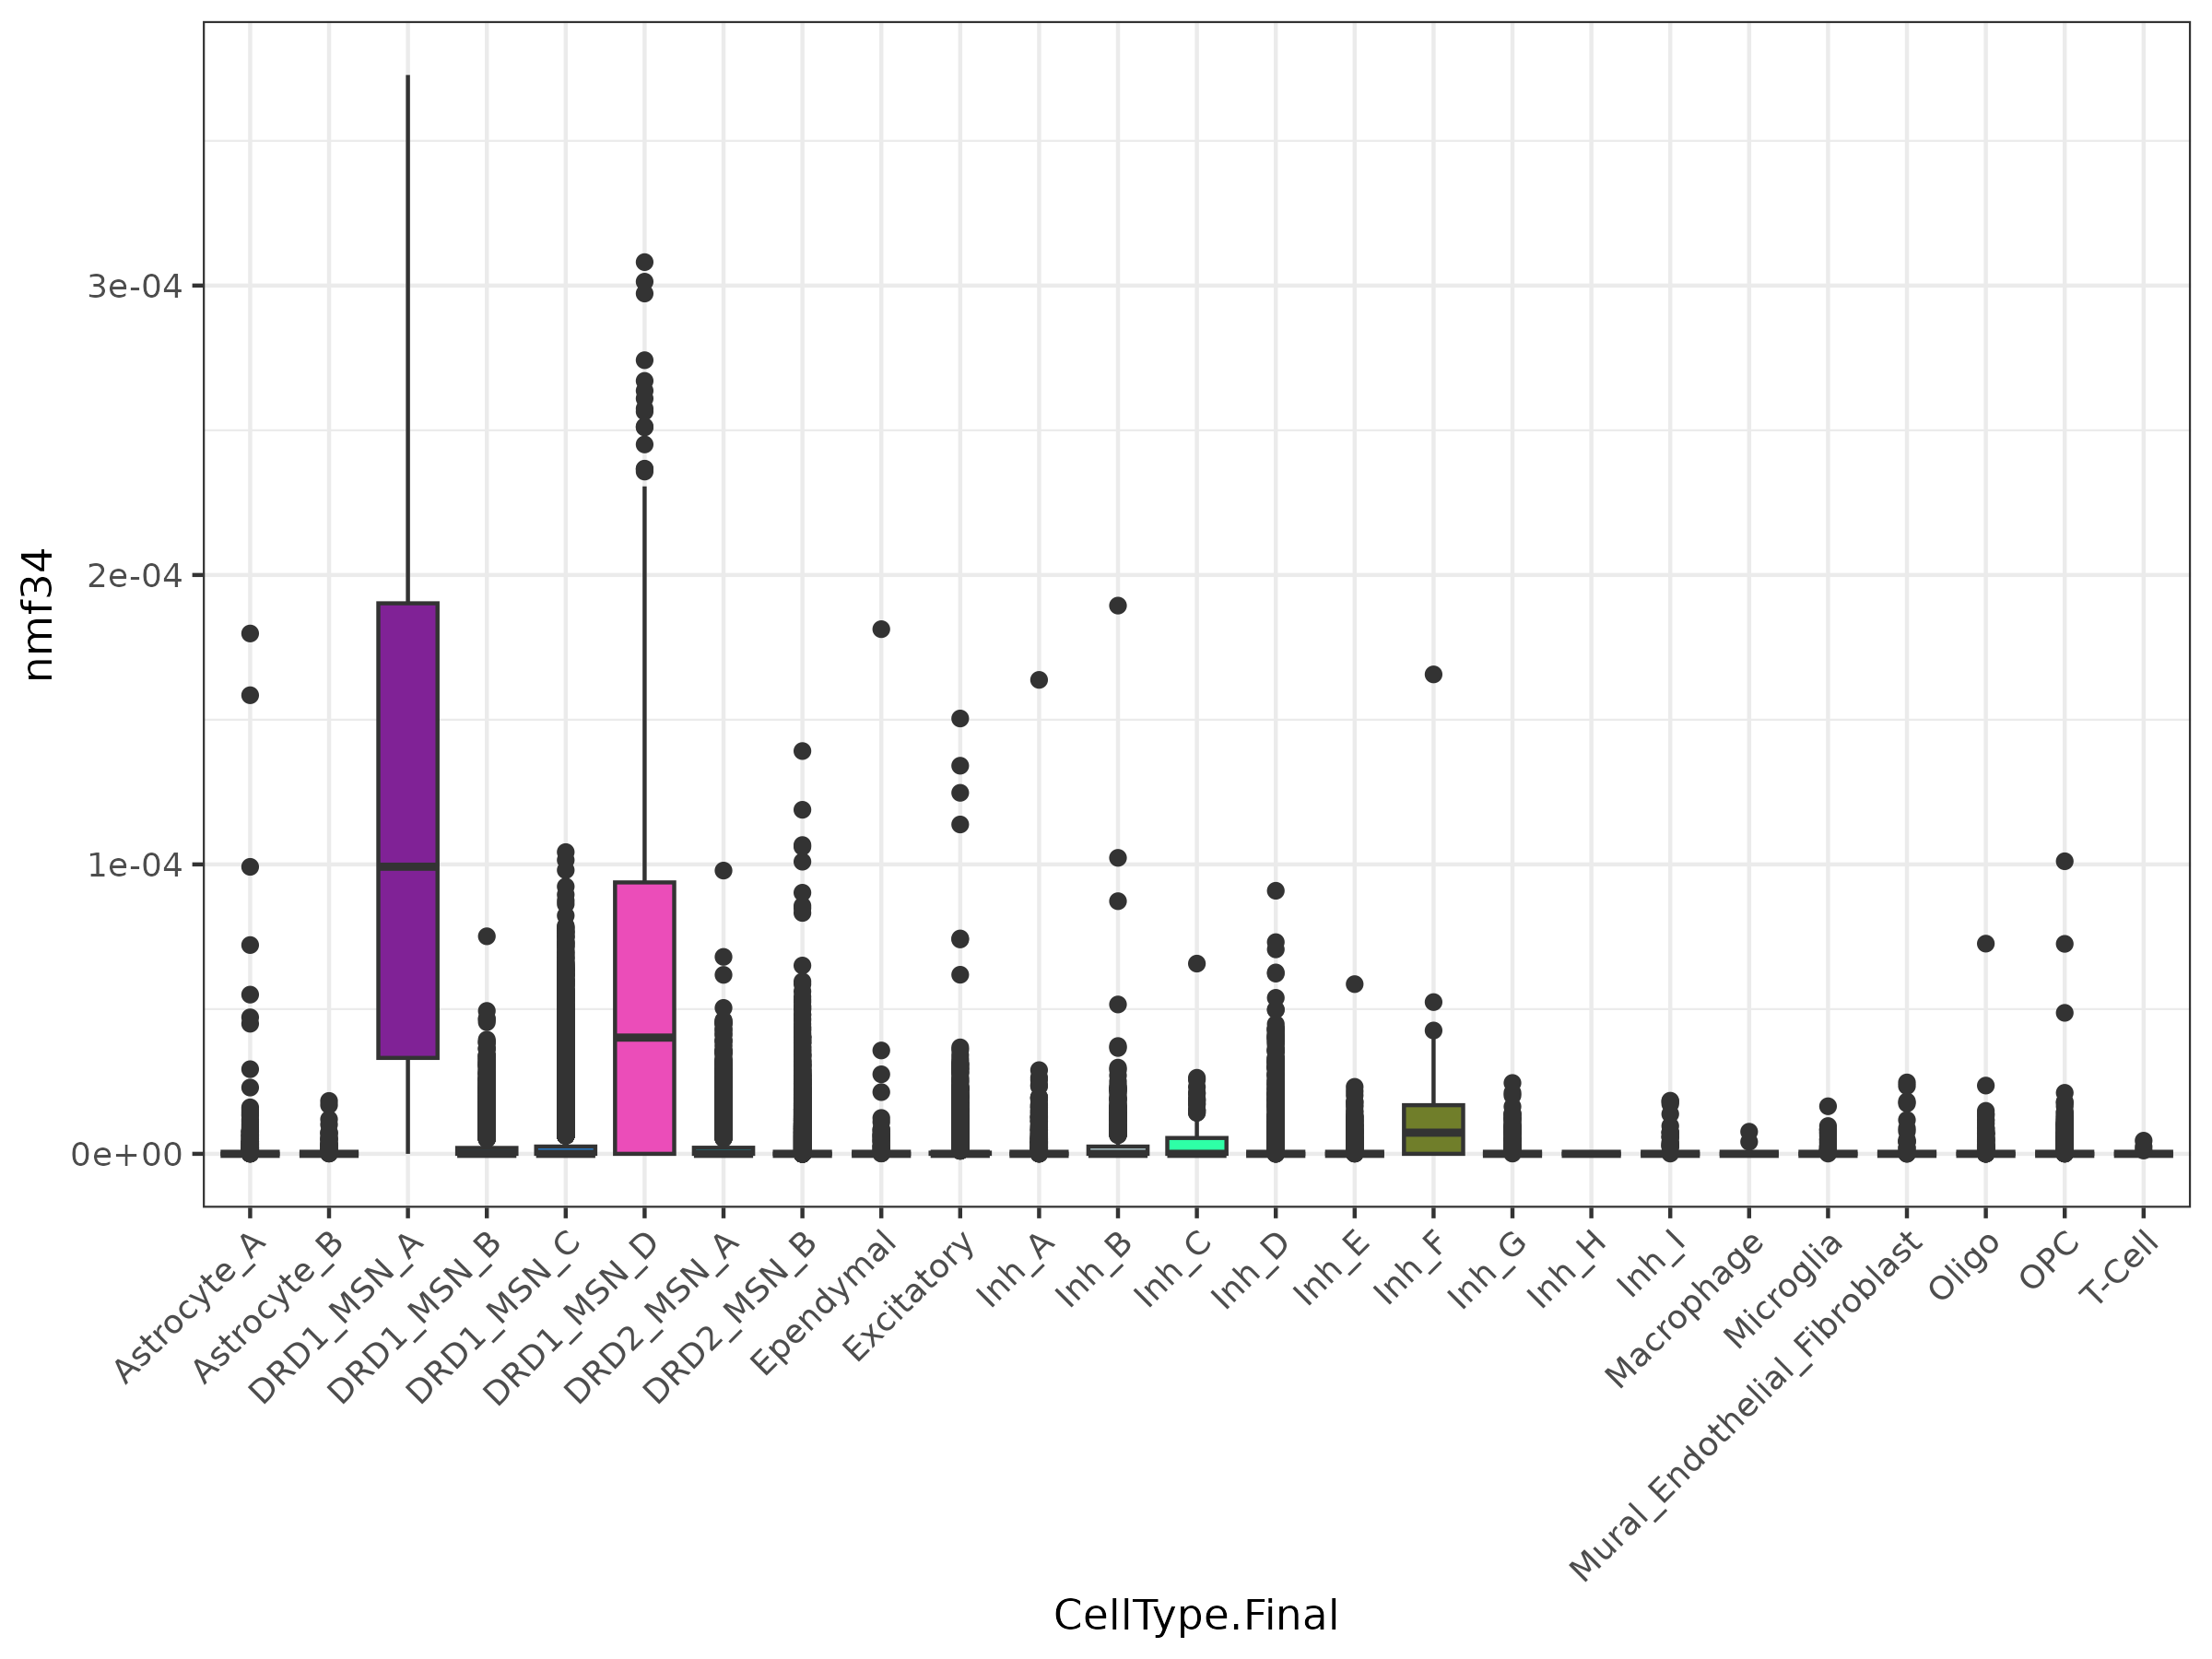 nmf34
3e-04
2e-04
1e-04
0e+00
Astrocyte_A
Astrocyte_B
DRD1_MSN_A
DRD1_MSN_B
DRD1_MSN_C
DRD1_MSN_D
DRD2_MSN_A
DRD2_MSN_B
Ependymal
Excitatory
Inh_A
Inh_B
Inh_C
Inh_D
Inh_E
Inh_F
Inh_G
Inh_H
Inh_I
Macrophage
Microglia
Mural_Endothelial_Fibroblast
Oligo
OPC
T-Cell
CellType.Final